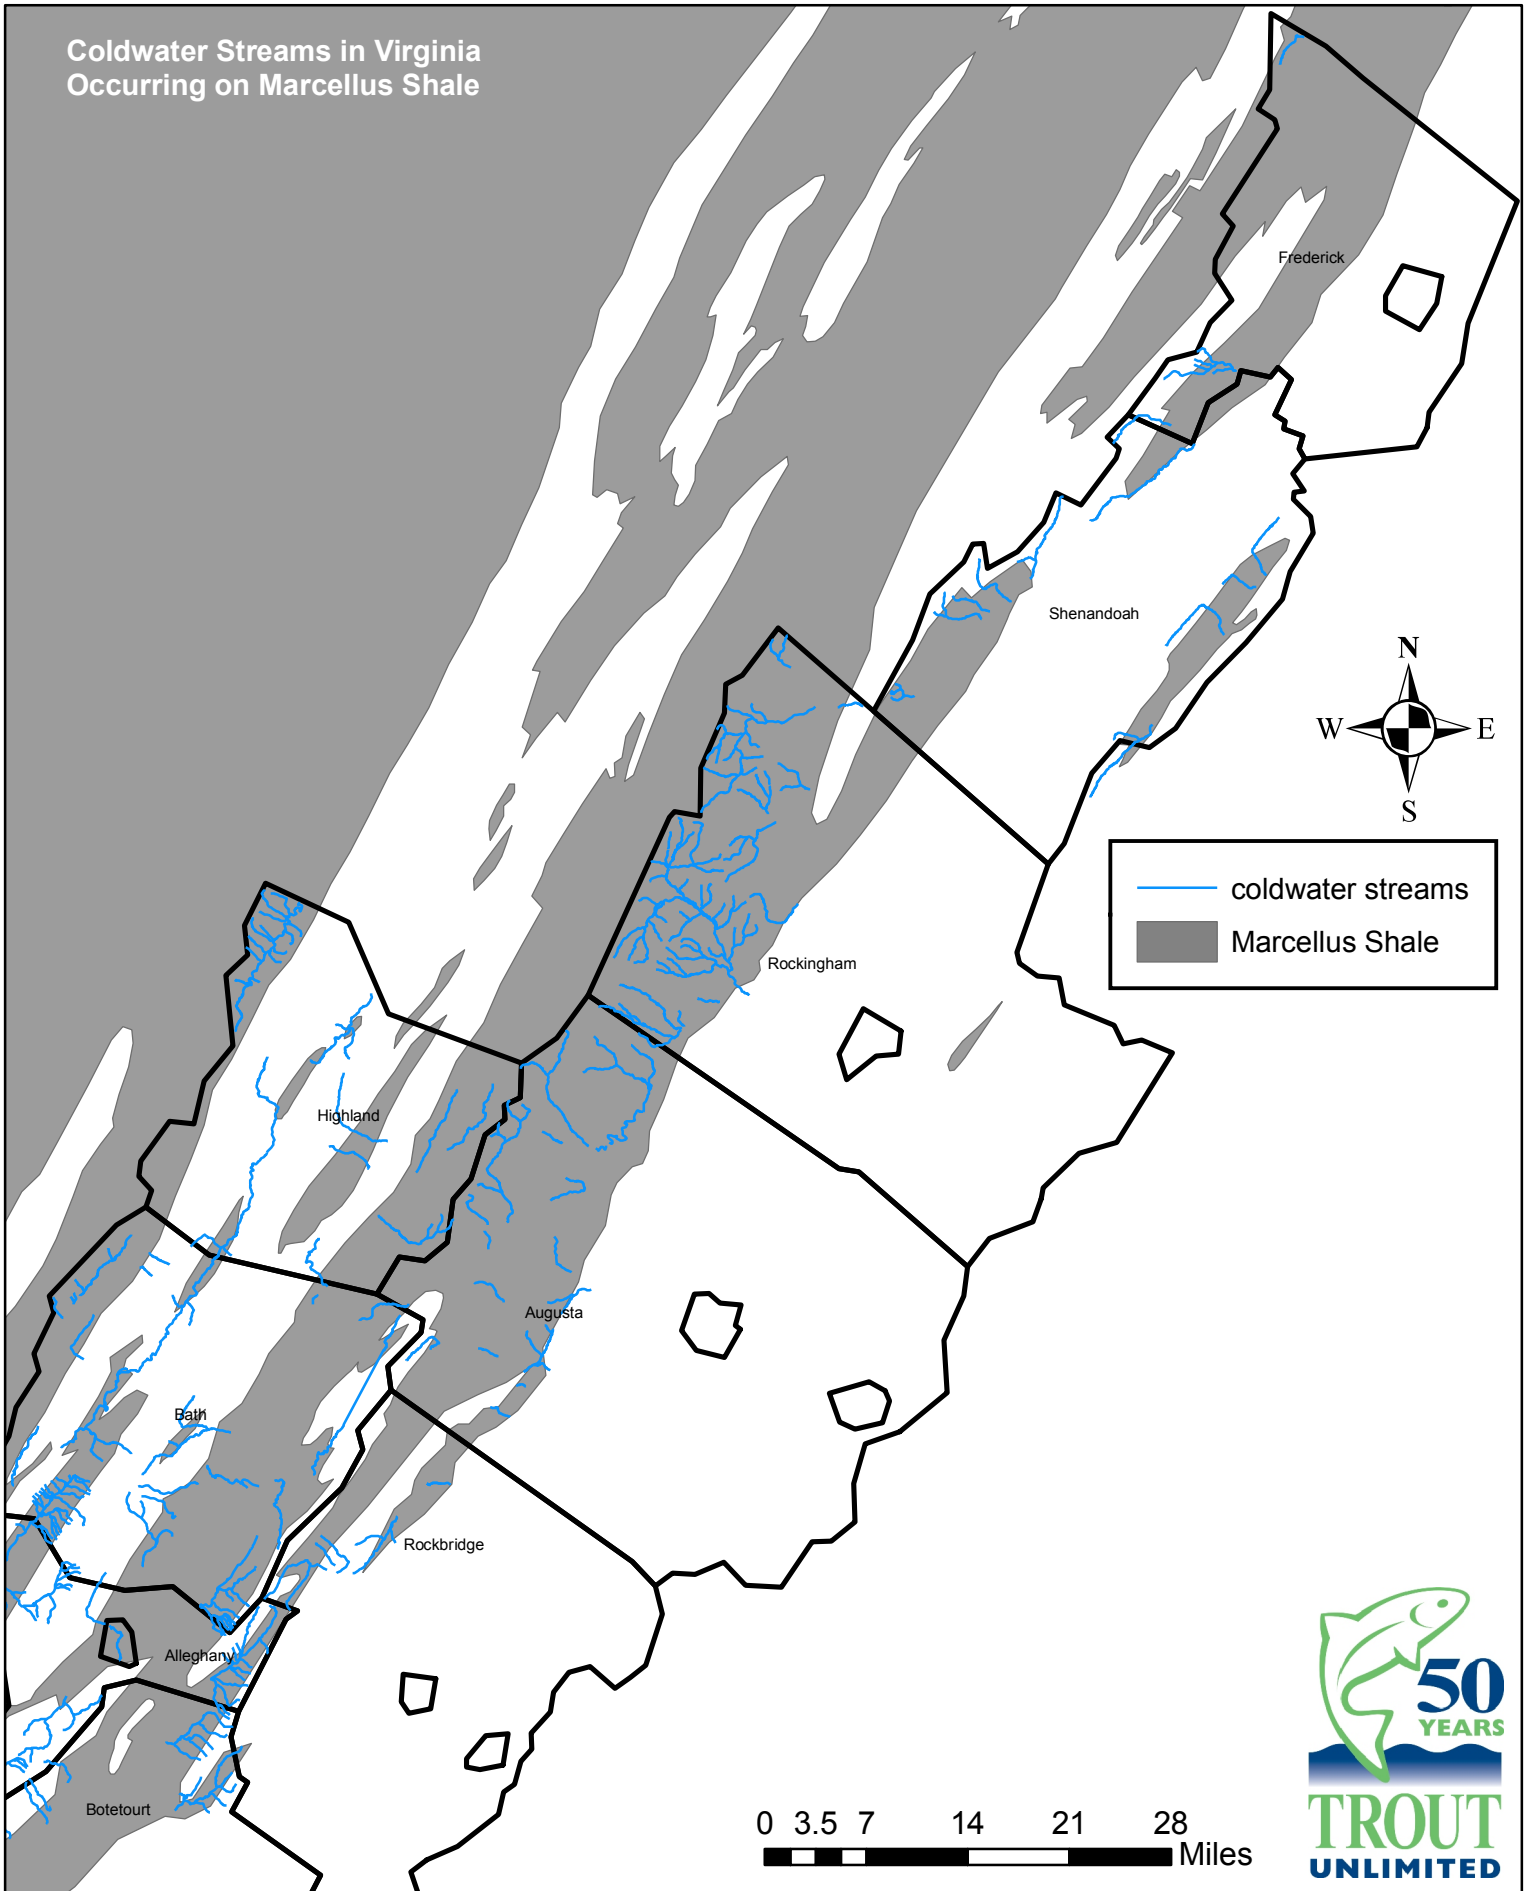 Coldwater Streams in Virginia
Occurring on Marcellus Shale
Frederick
Shenandoah
N
W E
S
coldwater streams
Marcellus Shale
Rockingham
Highland
Augusta
Bath
Rockbridge
Alleghany
Botetourt
0 3.5 7 14 21 28
Miles
50
YEARS
TROUT
UNLIMITED